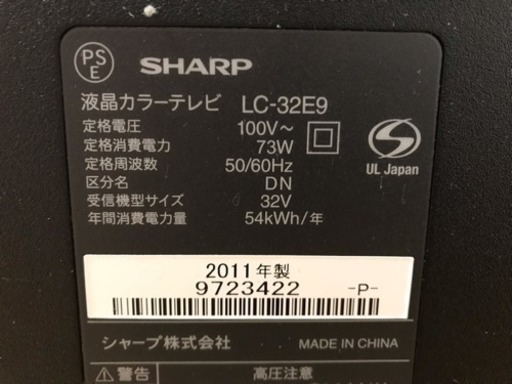 PS
E
SHARP
液晶カラーテレビ LC-32E9
定格電圧 100V～
定格消費電力 73W
定格周波数 50/60Hz
区分名 DN
受信機型サイズ 32V
年間消費電力量 54kWh/年
UL Japan
2011年製
9723422 -P-
シャープ株式会社 MADE IN CHINA
⚠警告 高圧注意